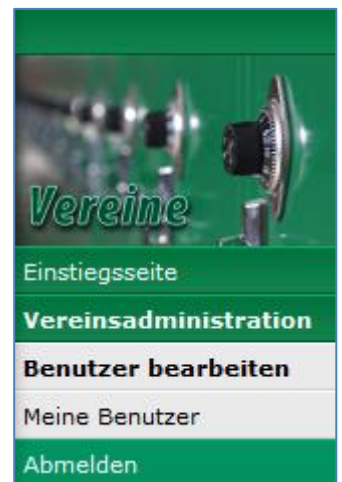 Vereine
Einstiegsseite
Vereinsadministration
Benutzer bearbeiten
Meine Benutzer
Abmelden